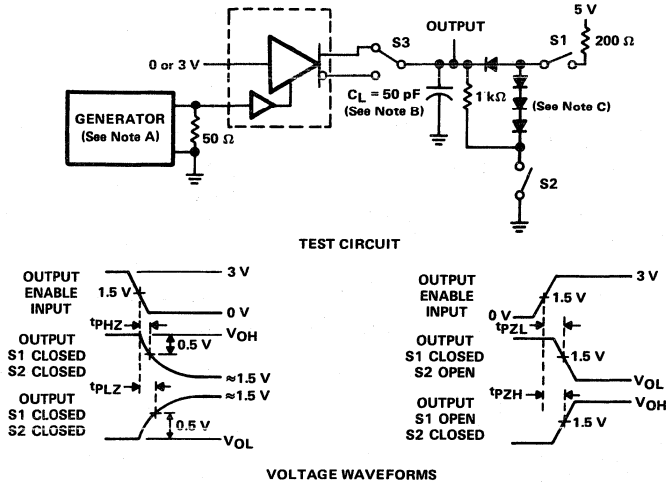 5 V
OUTPUT
S1
200 Ω
S3
0 or 3 V
GENERATOR
(See Note A)
50 Ω
CL = 50 pF
(See Note B)
1 kΩ
(See Note C)
S2
TEST CIRCUIT
OUTPUT
ENABLE
INPUT
3 V
1.5 V
0 V
tPHZ
OUTPUT
S1 CLOSED
S2 CLOSED
VOH
0.5 V
≈1.5 V
tPLZ
OUTPUT
S1 CLOSED
S2 CLOSED
≈1.5 V
0.5 V
VOL
OUTPUT
ENABLE
INPUT
3 V
1.5 V
0 V
tPZL
OUTPUT
S1 CLOSED
S2 OPEN
1.5 V
VOL
tPZH
OUTPUT
S1 OPEN
S2 CLOSED
VOH
1.5 V
VOLTAGE WAVEFORMS